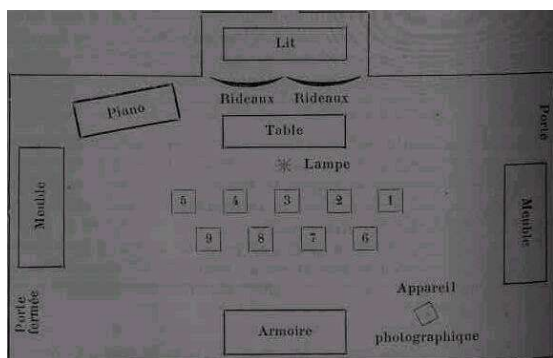 Lit
Rideaux Rideaux
Piano
Table
Porte
Lampe
Meuble
5 4 3 2 1
Meuble
9 8 7 6
Porte
fermée
Appareil
photographique
Armoire